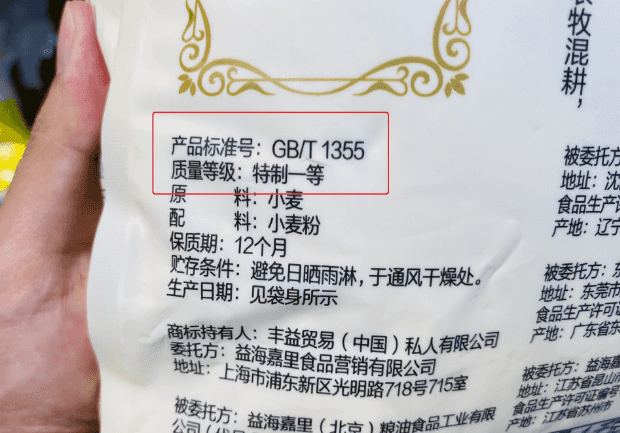 牧混耕，
产品标准号：GB/T 1355
质量等级：特制一等
原 料：小麦
配 料：小麦粉
保质期：12个月
贮存条件：避免日晒雨淋，于通风干燥处。
生产日期：见袋身所示
商标持有人：丰益贸易（中国）私人有限公司
委托方：益海嘉里食品营销有限公司
地址：上海市浦东新区光明路718号715室
被委托方：益海嘉里（北京）粮油食品工业有限
被委托方
地址：沈
食品生产许
产地：辽宁
被委托方：东
地址：东莞市
食品生产许可
产地：广东省东
被委托方：益海
地址：江苏省昆山
食品生产许可证编号
产地：江苏省苏州市